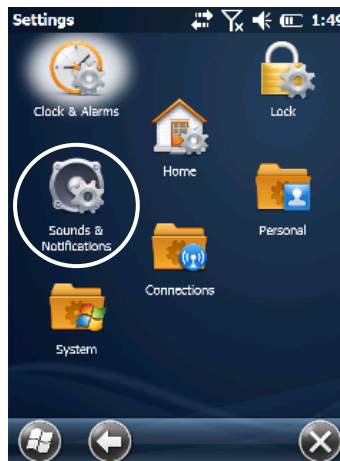 Settings 1:49
Clock & Alarms
Lock
Home
Sounds &
Notifications
Personal
Connections
System